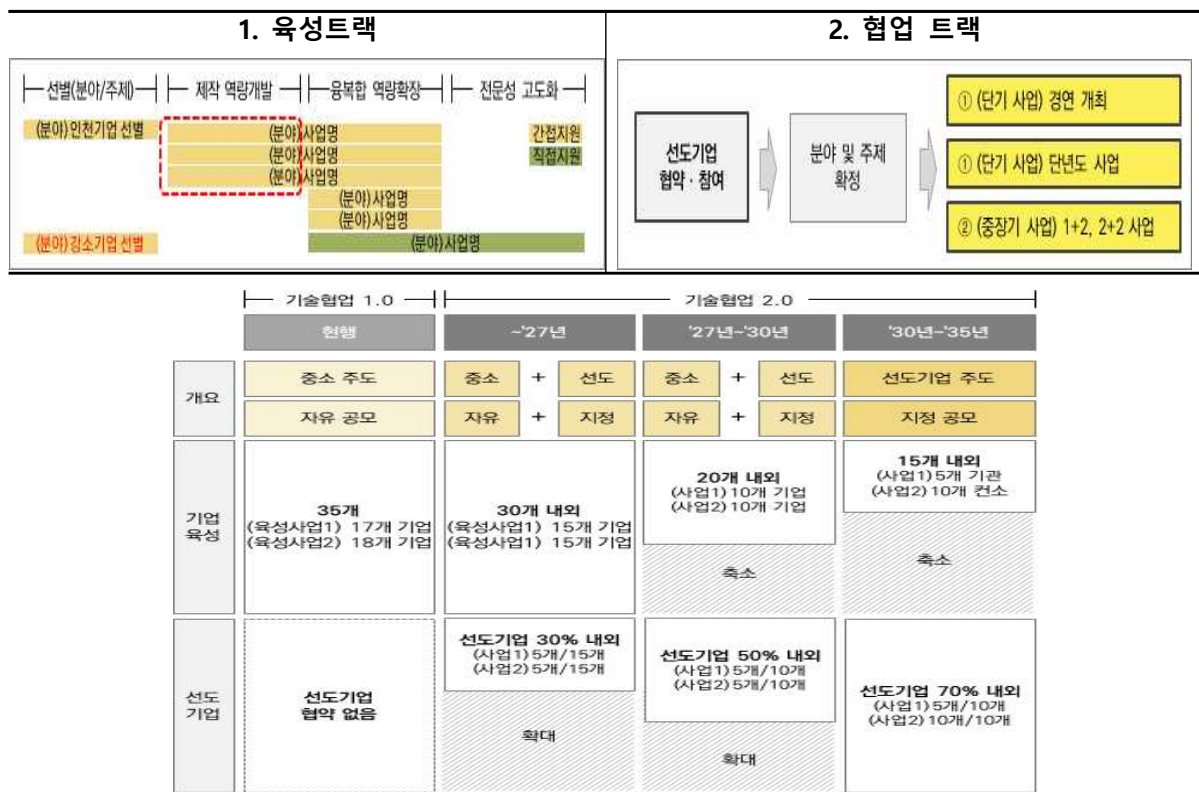 1. 육성트랙
선별(분야/주제) 제작 역량개발 융복합 역량확장 전문성 고도화
(분야)인천기업 선별
(분야)사업명
(분야)사업명
(분야)사업명
(분야)사업명
(분야)사업명
간접지원
직접지원
(분야)강소기업 선별
(분야)사업명
2. 협업 트랙
선도기업
협약·참여
분야 및 주제
확정
① (단기 사업) 경연 개최
① (단기 사업) 단년도 사업
② (중장기 사업) 1+2, 2+2 사업
기술협업 1.0 기술협업 2.0
현행 ~'27년 '27년~'30년 '30년~'35년
개요
중소 주도 중소 + 선도 중소 + 선도 선도기업 주도
자유 공모 자유 + 지정 자유 + 지정 지정 공모
기업
육성
35개
(육성사업1) 17개 기업
(육성사업2) 18개 기업
30개 내외
(육성사업1) 15개 기업
(육성사업1) 15개 기업
20개 내외
(사업1)10개 기업
(사업2)10개 기업
축소
15개 내외
(사업1)5개 기관
(사업2)10개 컨소
축소
선도
기업
선도기업
협약 없음
선도기업 30% 내외
(사업1)5개/15개
(사업2)5개/15개
확대
선도기업 50% 내외
(사업1)5개/10개
(사업2)5개/10개
확대
선도기업 70% 내외
(사업1)5개/10개
(사업2)10개/10개